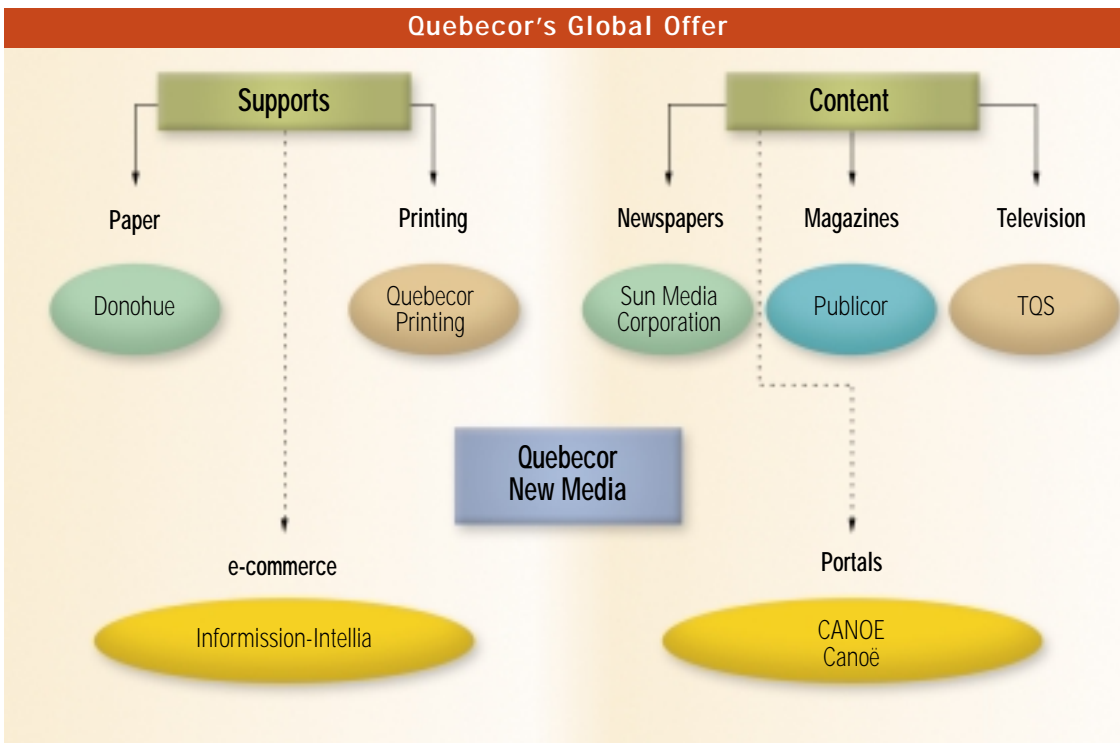 Quebecor's Global Offer
Supports
Content
Paper
Printing
Newspapers
Magazines
Television
Donohue
Quebecor
Printing
Sun Media
Corporation
Publicor
TQS
Quebecor
New Media
e-commerce
Portals
Informission-Intellia
CANOE
Canoë